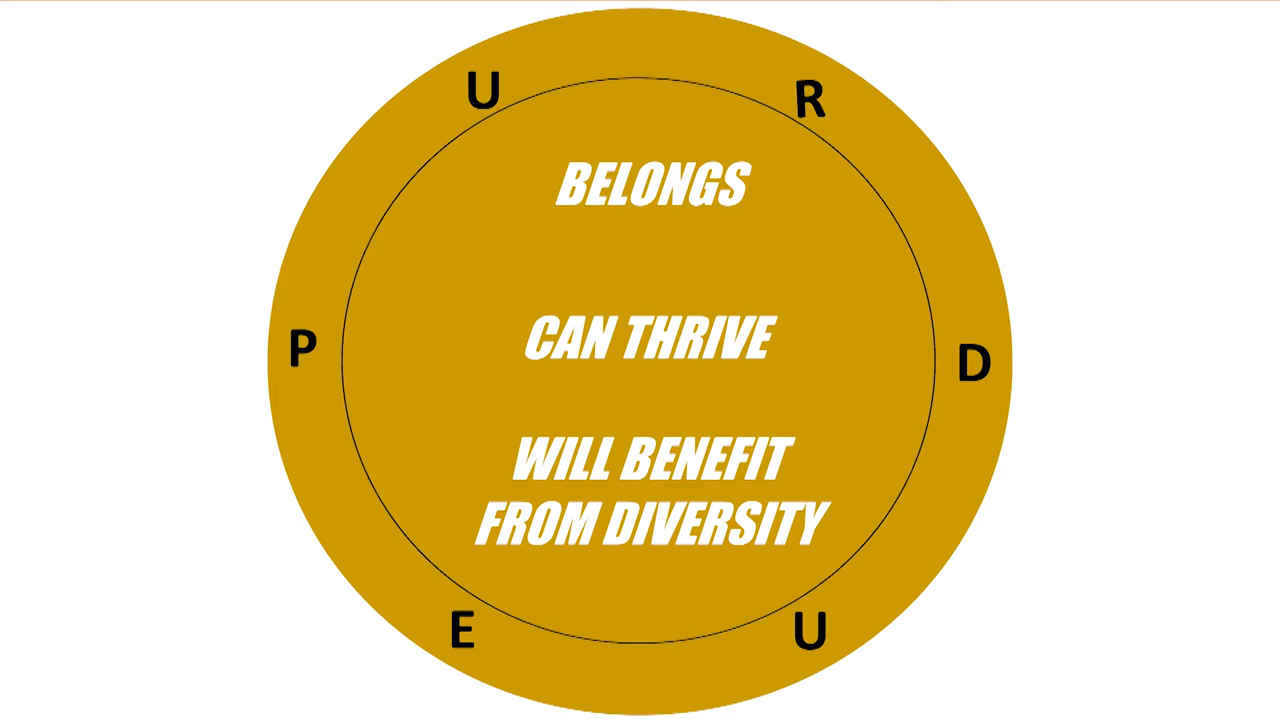 U R
BELONGS
CAN THRIVE
P D
WILL BENEFIT
FROM DIVERSITY
E U